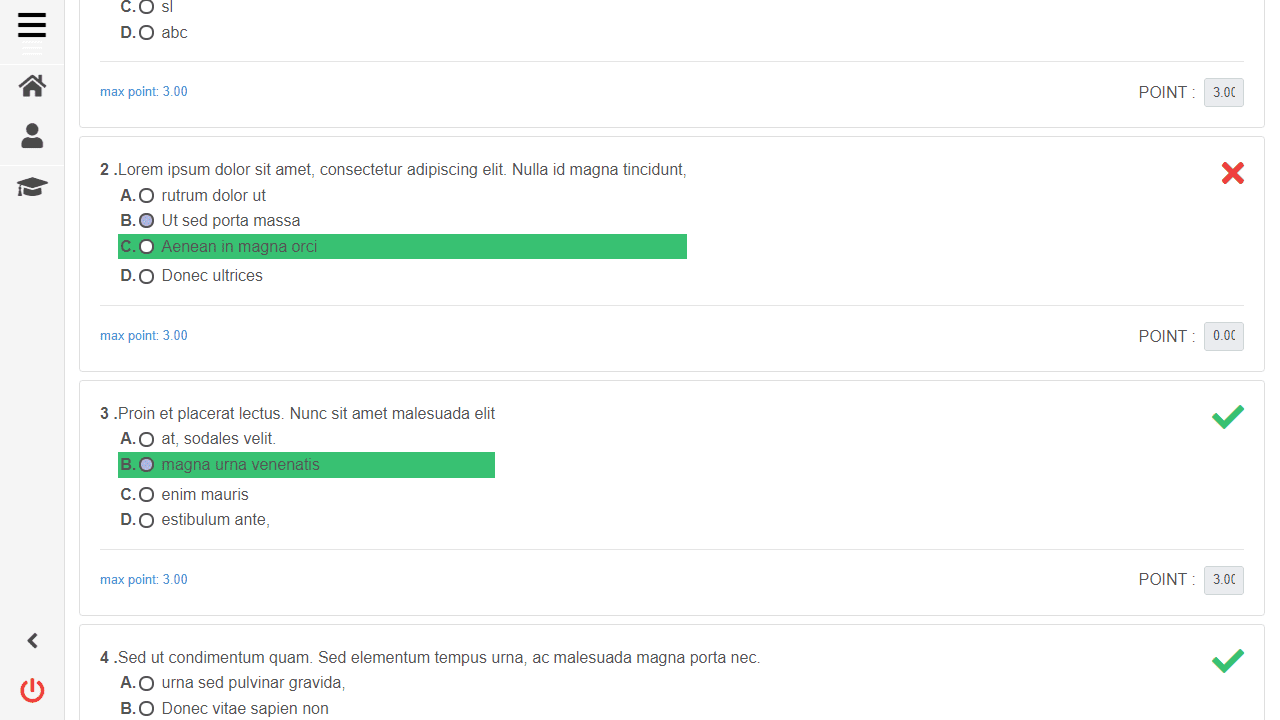 C. sl
D. abc
max point: 3.00
POINT : 3.00
2 .Lorem ipsum dolor sit amet, consectetur adipiscing elit. Nulla id magna tincidunt,
A. rutrum dolor ut
B. Ut sed porta massa
C. Aenean in magna orci
D. Donec ultrices
max point: 3.00
POINT : 0.00
3 .Proin et placerat lectus. Nunc sit amet malesuada elit
A. at, sodales velit.
B. magna urna venenatis
C. enim mauris
D. estibulum ante,
max point: 3.00
POINT : 3.00
4 .Sed ut condimentum quam. Sed elementum tempus urna, ac malesuada magna porta nec.
A. urna sed pulvinar gravida,
B. Donec vitae sapien non